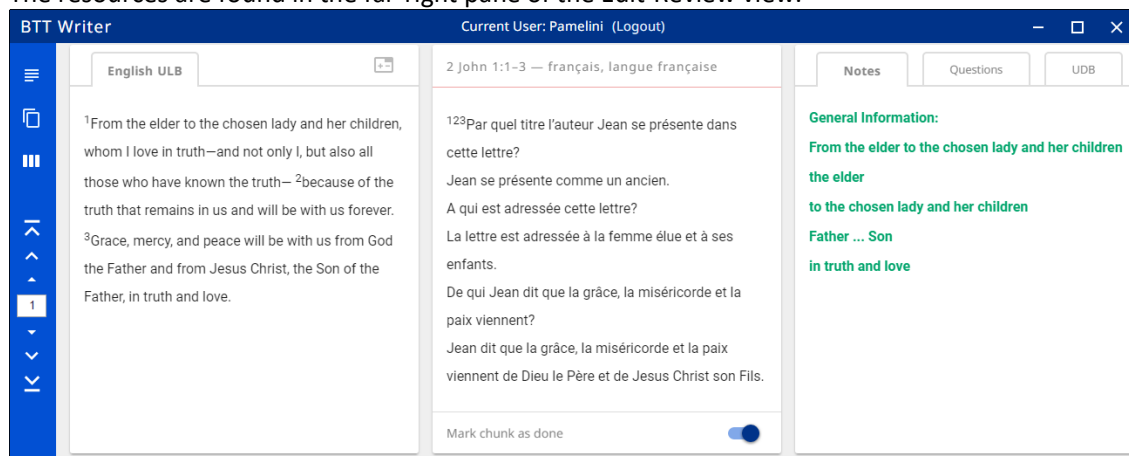 The resources are found in the far-right pane of the Edit-Review view.
BTT Writer
Current User: Pamelini (Logout)
English ULB
1From the elder to the chosen lady and her children,
whom I love in truth—and not only I, but also all
those who have known the truth— 2because of the
truth that remains in us and will be with us forever.
3Grace, mercy, and peace will be with us from God
the Father and from Jesus Christ, the Son of the
Father, in truth and love.
2 John 1:1–3 — français, langue française
123Par quel titre l'auteur Jean se présente dans
cette lettre?
Jean se présente comme un ancien.
A qui est adressée cette lettre?
La lettre est adressée à la femme élue et à ses
enfants.
De qui Jean dit que la grâce, la miséricorde et la
paix viennent?
Jean dit que la grâce, la miséricorde et la paix
viennent de Dieu le Père et de Jesus Christ son Fils.
Mark chunk as done
Notes
Questions
UDB
General Information:
From the elder to the chosen lady and her children
the elder
to the chosen lady and her children
Father ... Son
in truth and love
1